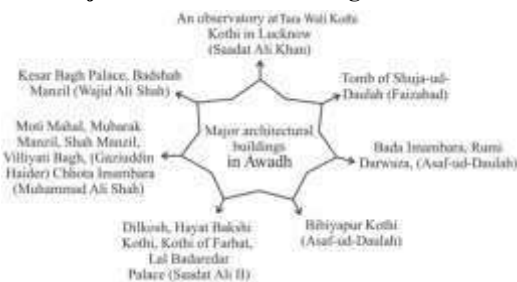 An observatory at Tara Wali Kothi
Kothi in Lucknow
(Saadat Ali Khan)
Kesar Bagh Palace, Badshah
Manzil (Wajid Ali Shah)
Tomb of Shuja-ud-
Daulah (Faizabad)
Moti Mahal, Mubarak
Manzil, Shah Manzil,
Villiyati Bagh, (Gaziuddin
Haider) Chhota Imambara
(Muhammad Ali Shah)
Major architectural
buildings
in Awadh
Bada Imambara, Rumi
Darwaza, (Asaf-ud-Daulah)
Dilkosh, Hayat Bakshi
Kothi, Kothi of Farhat,
Lal Badaredar
Palace (Saadat Ali II)
Bibiyapur Kothi
(Asaf-ud-Daulah)